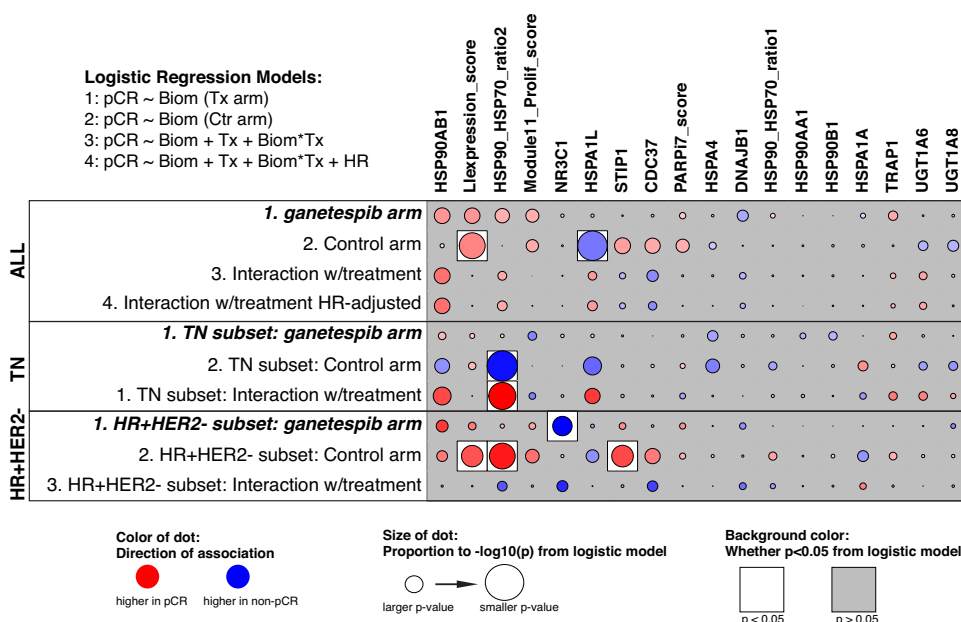 Logistic Regression Models:
1: pCR ~ Biom (Tx arm)
2: pCR ~ Biom (Ctr arm)
3: pCR ~ Biom + Tx + Biom*Tx
4: pCR ~ Biom + Tx + Biom*Tx + HR
HSP90AB1
LIexpression_score
HSP90_HSP70_ratio2
Module11_Prolif_score
NR3C1
HSPA1L
STIP1
CDC37
PARPi7_score
HSPA4
DNAJB1
HSP90_HSP70_ratio1
HSP90AA1
HSP90B1
HSPA1A
TRAP1
UGT1A6
UGT1A8
ALL
1. ganetespib arm
2. Control arm
3. Interaction w/treatment
4. Interaction w/treatment HR-adjusted
TN
1. TN subset: ganetespib arm
2. TN subset: Control arm
1. TN subset: Interaction w/treatment
HR+HER2-
1. HR+HER2- subset: ganetespib arm
2. HR+HER2- subset: Control arm
3. HR+HER2- subset: Interaction w/treatment
Color of dot:
Direction of association
higher in pCR
higher in non-pCR
Size of dot:
Proportion to -log10(p) from logistic model
larger p-value
smaller p-value
Background color:
Whether p<0.05 from logistic model
p < 0.05
p > 0.05